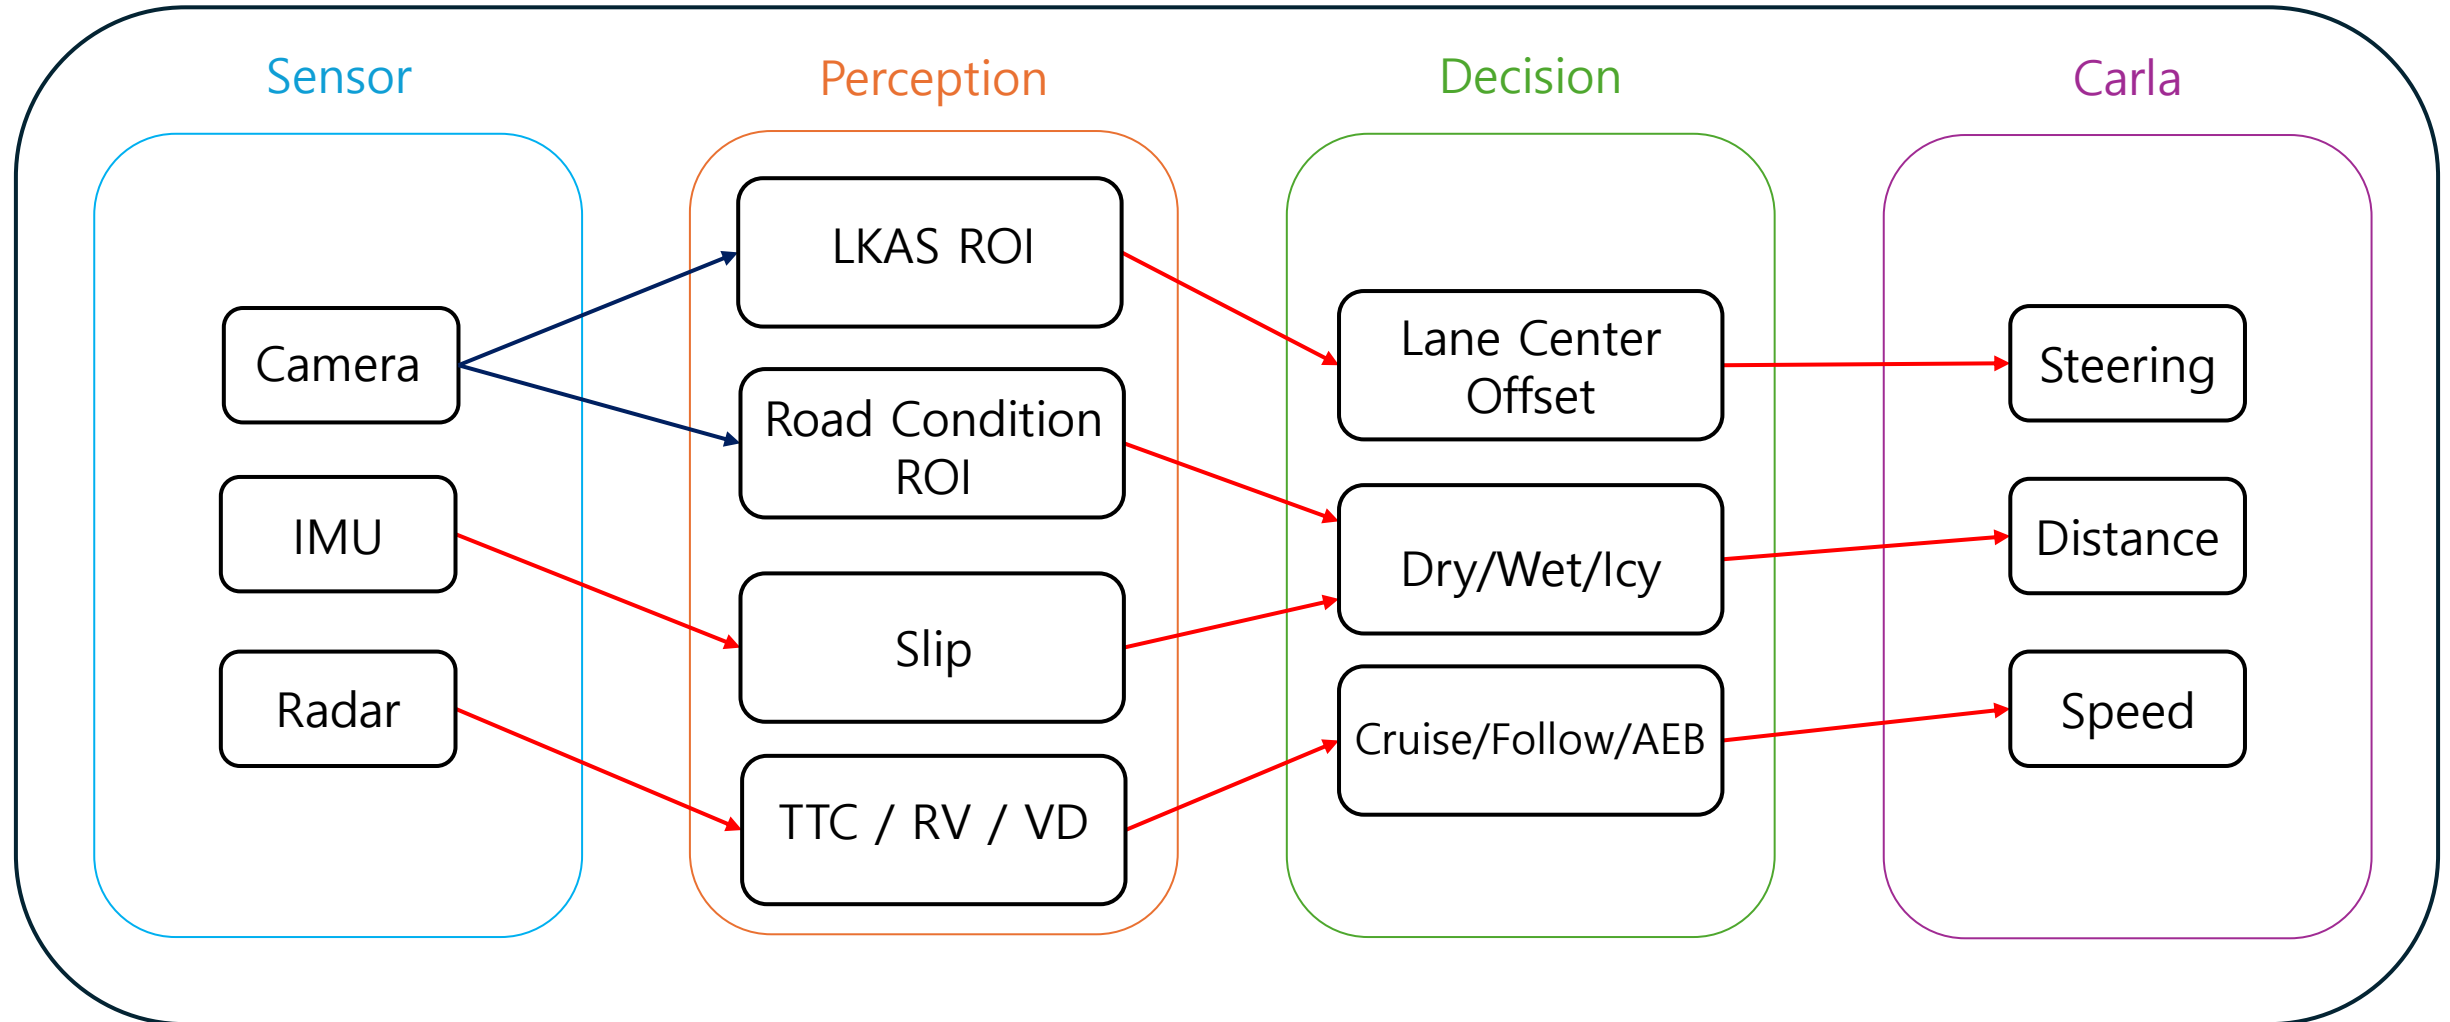 Sensor
Perception
Decision
Carla
Camera
IMU
Radar
LKAS ROI
Road Condition
ROI
Slip
TTC / RV / VD
Lane Center
Offset
Dry/Wet/Icy
Cruise/Follow/AEB
Steering
Distance
Speed